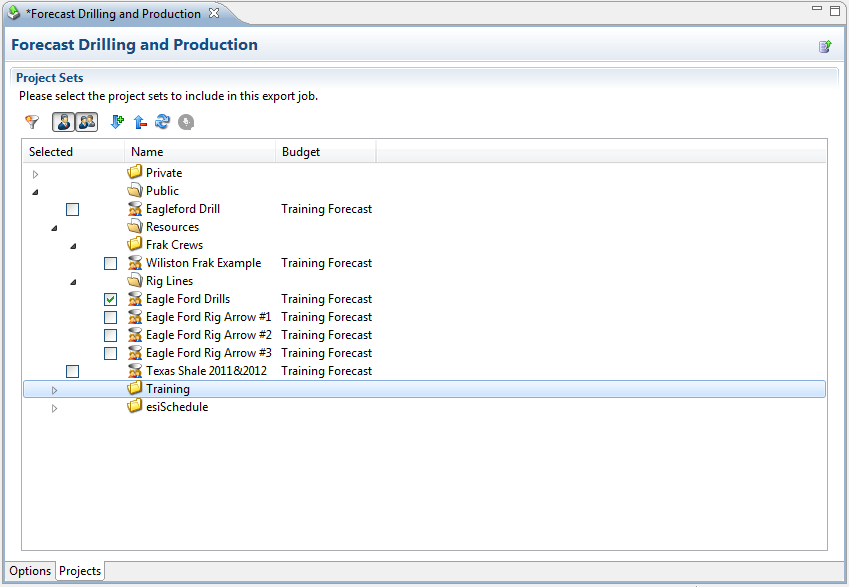 *Forecast Drilling and Production
Forecast Drilling and Production
Project Sets
Please select the project sets to include in this export job.
Selected Name Budget
Private
Public
Eagleford Drill Training Forecast
Resources
Frak Crews
Wiliston Frak Example Training Forecast
Rig Lines
Eagle Ford Drills Training Forecast
Eagle Ford Rig Arrow #1 Training Forecast
Eagle Ford Rig Arrow #2 Training Forecast
Eagle Ford Rig Arrow #3 Training Forecast
Texas Shale 2011&2012 Training Forecast
Training
esiSchedule
Options Projects